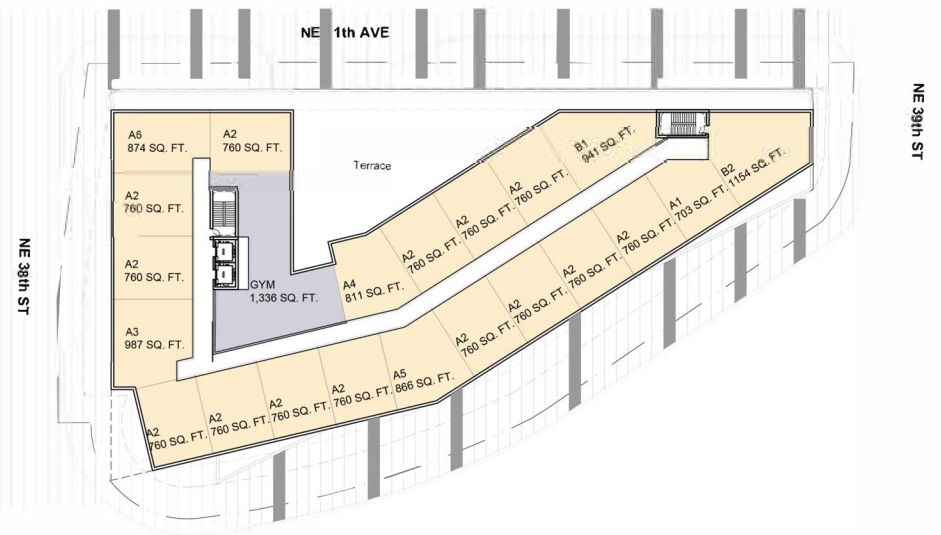 NE 1th AVE
NE 39th ST
NE 38th ST
A6
874 SQ. FT.
A2
760 SQ. FT.
Terrace
B1
941 SQ. FT.
B2
1154 SQ. FT.
A2
760 SQ. FT.
A2
760 SQ. FT.
A2
760 SQ. FT.
A2
760 SQ. FT.
A1
703 SQ. FT.
A2
760 SQ. FT.
A2
760 SQ. FT.
A2
760 SQ. FT.
A2
760 SQ. FT.
A2
760 SQ. FT.
GYM
1,336 SQ. FT.
A4
811 SQ. FT.
A3
987 SQ. FT.
A5
866 SQ. FT.
A2
760 SQ. FT.
A2
760 SQ. FT.
A2
760 SQ. FT.
A2
760 SQ. FT.